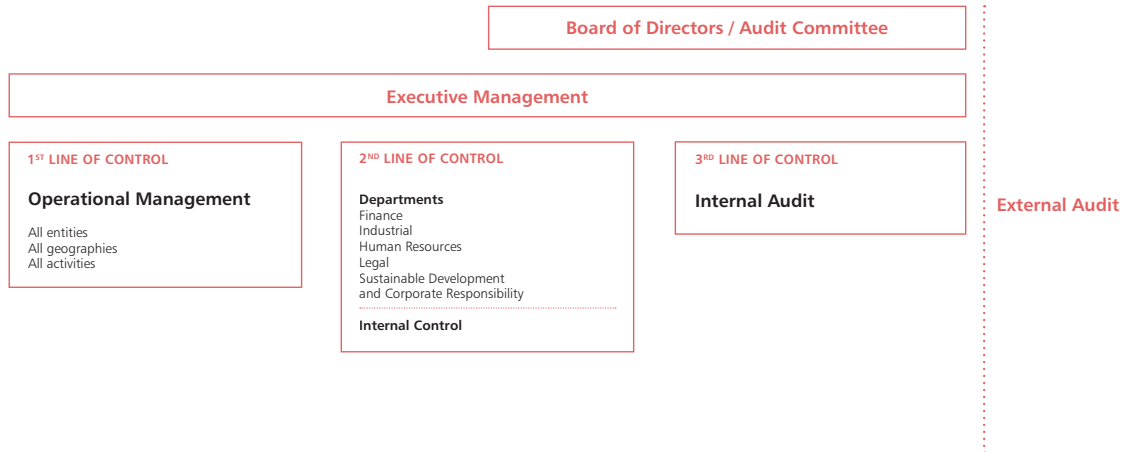 Board of Directors / Audit Committee
Executive Management
1ST LINE OF CONTROL
Operational Management
All entities
All geographies
All activities
2ND LINE OF CONTROL
Departments
Finance
Industrial
Human Resources
Legal
Sustainable Development
and Corporate Responsibility
Internal Control
3RD LINE OF CONTROL
Internal Audit
External Audit